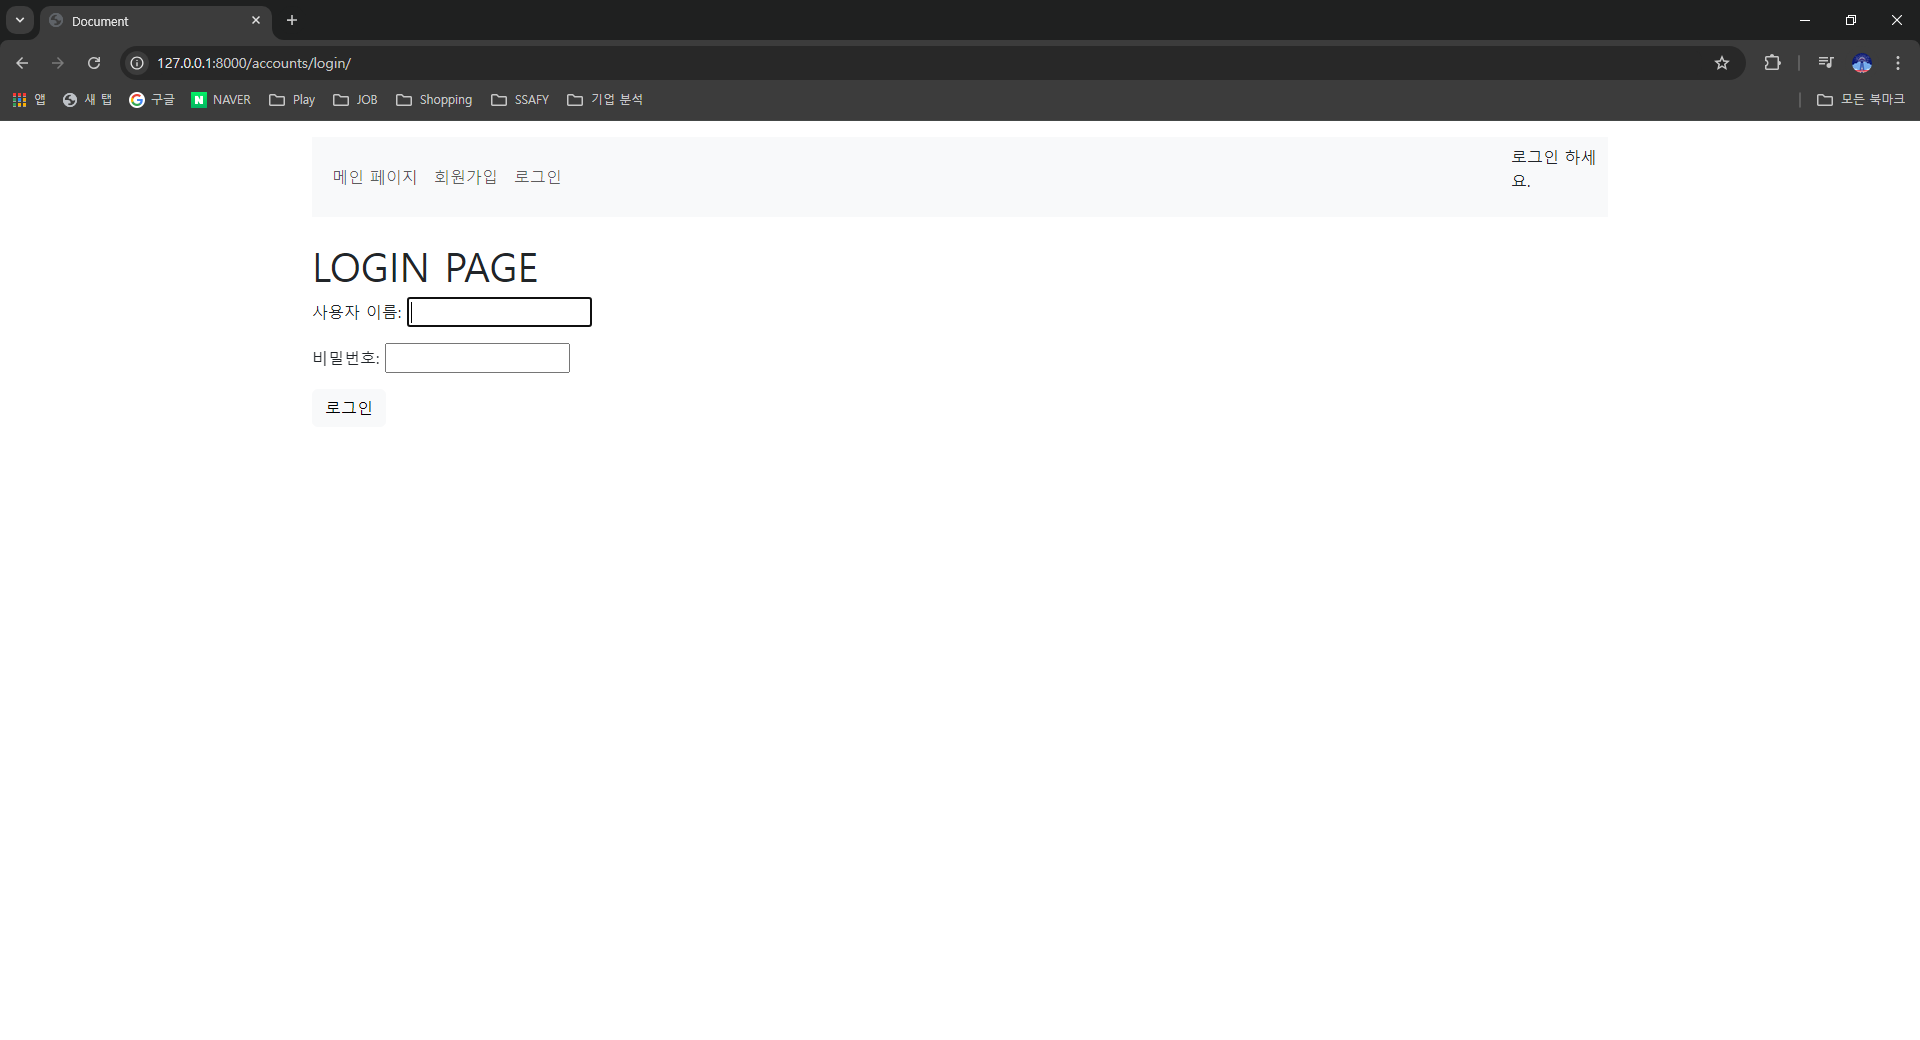 Document
127.0.0.1:8000/accounts/login/
앱 새 탭 구글 NAVER Play JOB Shopping SSAFY 기업 분석 모든 북마크
메인 페이지 회원가입 로그인
로그인 하세
요.
LOGIN PAGE
사용자 이름:
비밀번호:
로그인